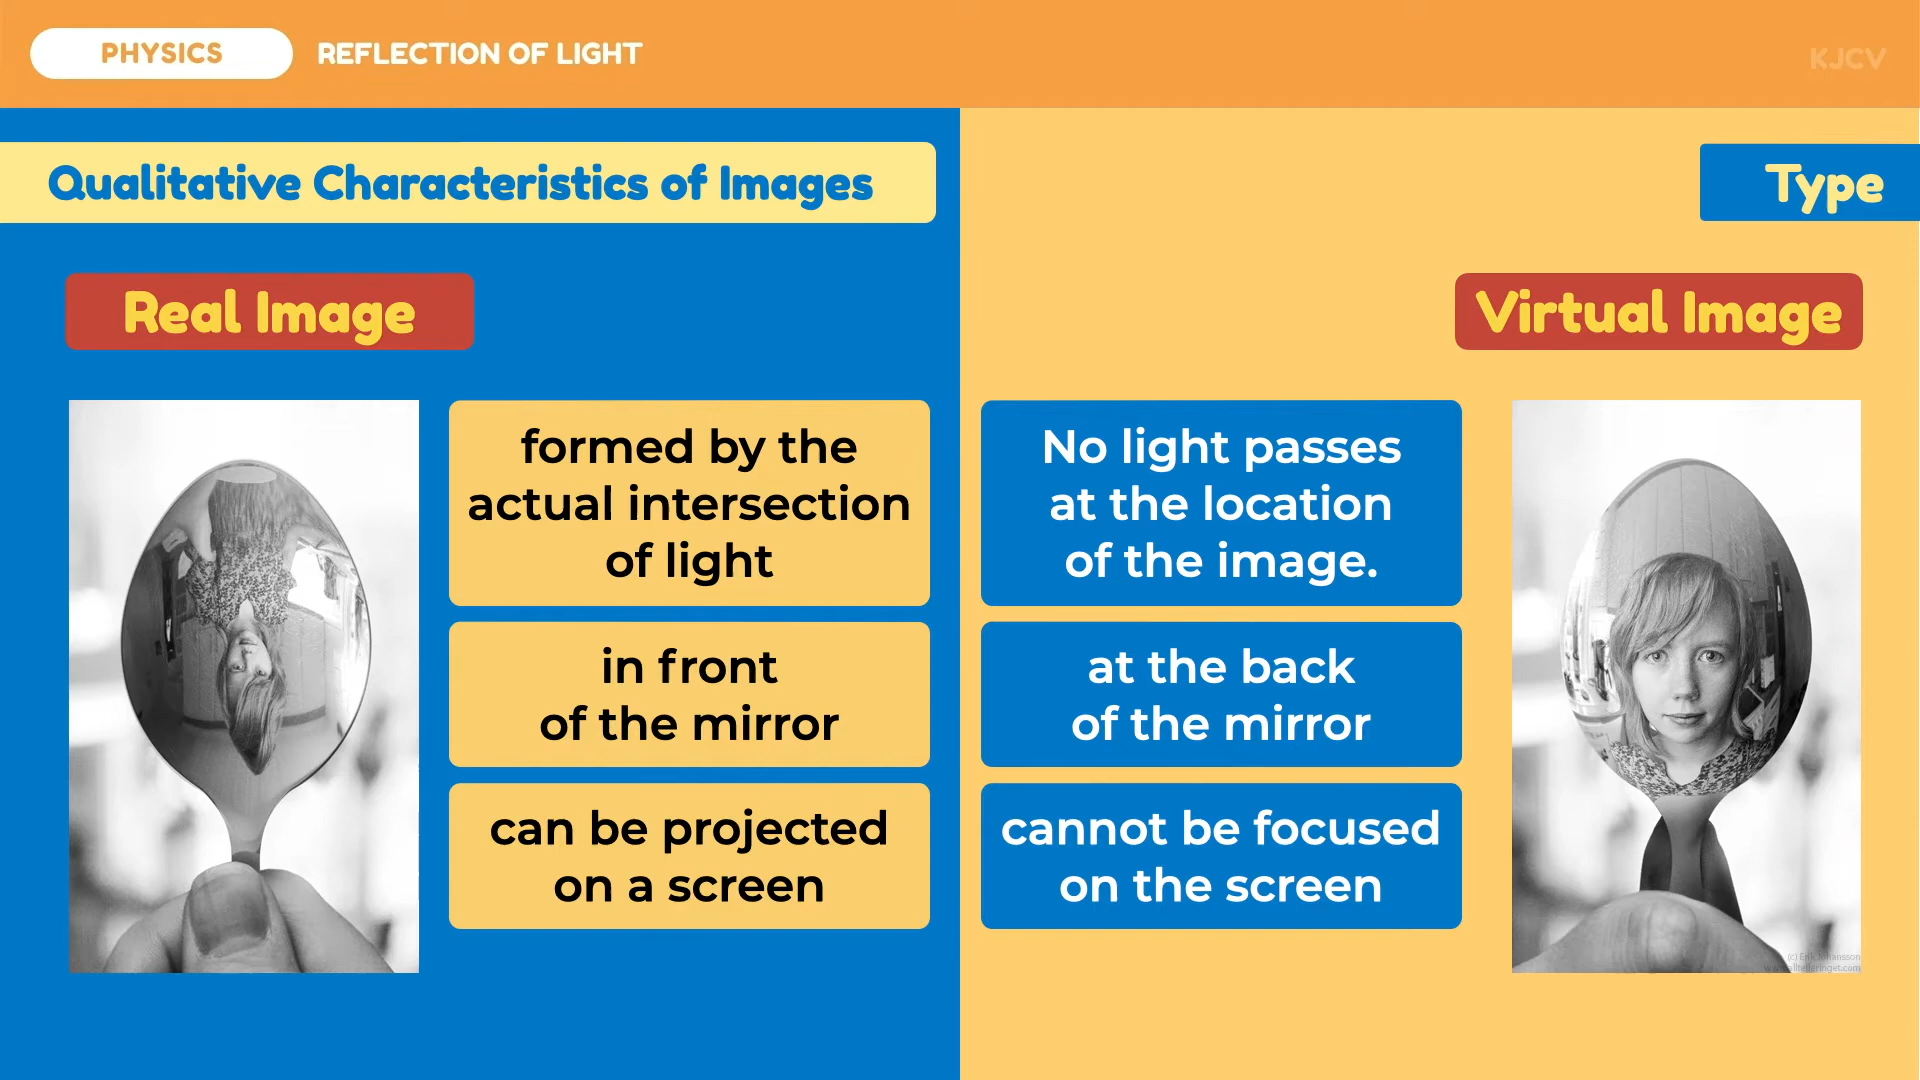 PHYSICS
REFLECTION OF LIGHT
KJCV
Qualitative Characteristics of Images
Type
Real Image
formed by the
actual intersection
of light
in front
of the mirror
can be projected
on a screen
Virtual Image
No light passes
at the location
of the image.
at the back
of the mirror
cannot be focused
on the screen